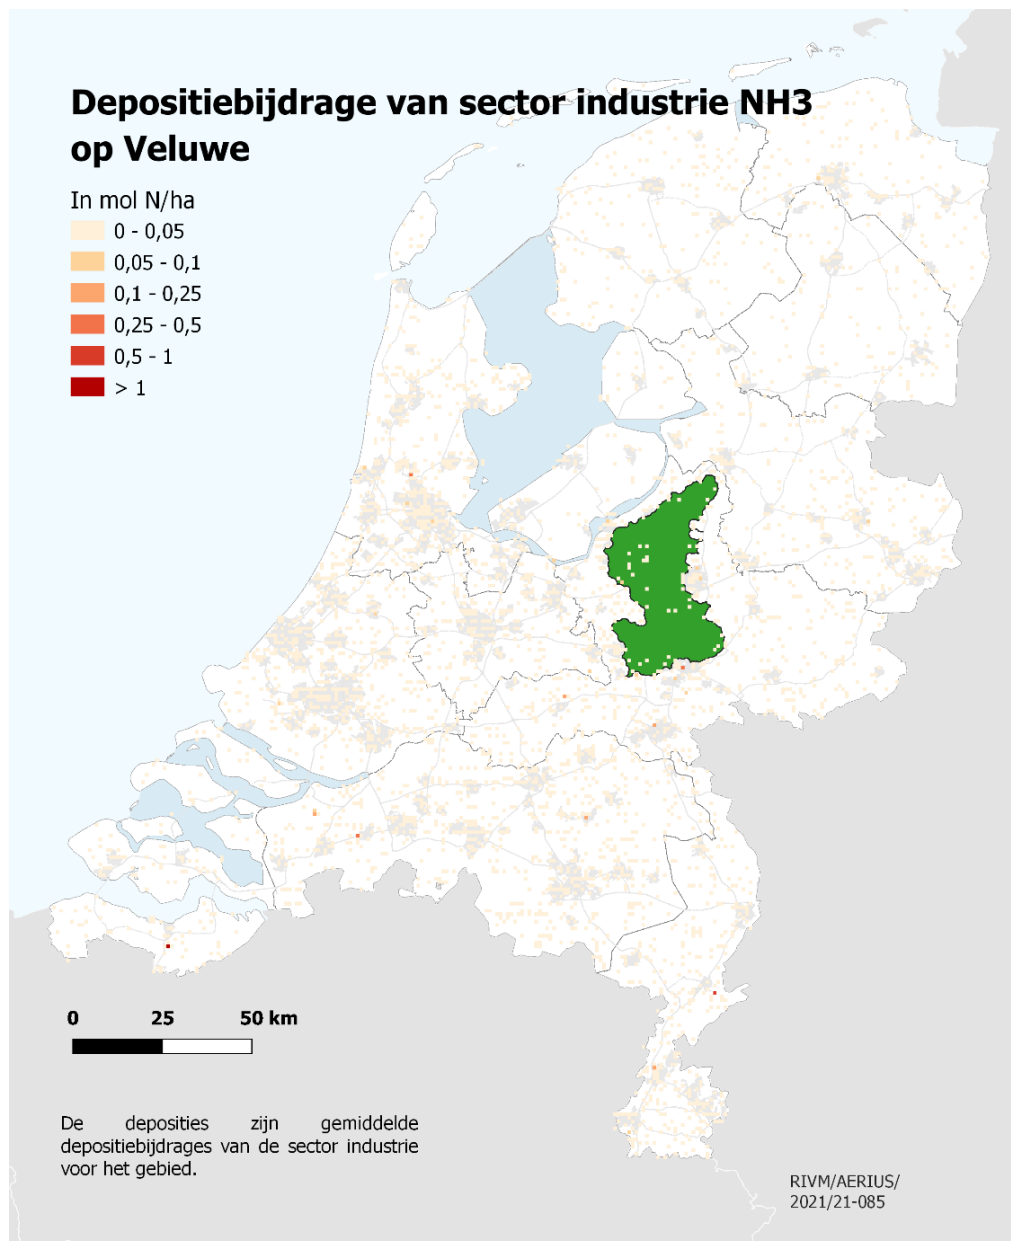 Depositiebijdrage van sector industrie NH3
op Veluwe
In mol N/ha
0 - 0,05
0,05 - 0,1
0,1 - 0,25
0,25 - 0,5
0,5 - 1
> 1
0 25 50 km
De deposities zijn gemiddelde
depositiebijdrages van de sector industrie
voor het gebied.
RIVM/AERIUS/
2021/21-085